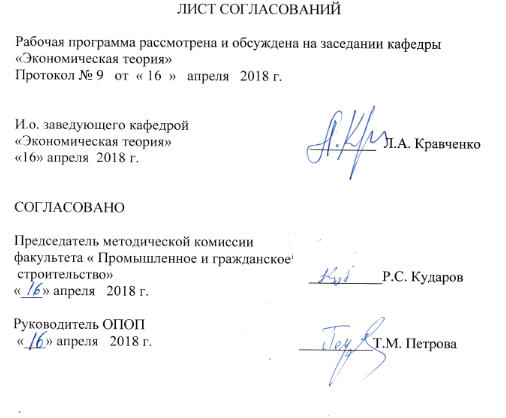 ЛИСТ СОГЛАСОВАНИЙ
Рабочая программа рассмотрена и обсуждена на заседании кафедры
«Экономическая теория»
Протокол № 9 от « 16 » апреля 2018 г.
И.о. заведующего кафедрой
«Экономическая теория»
Л.А. Кравченко
«16» апреля 2018 г.
СОГЛАСОВАНО
Председатель методической комиссии
факультета « Промышленное и гражданское
строительство»
Р.С. Кударов
«16» апреля 2018 г.
Руководитель ОПОП
«16» апреля 2018 г.
Т.М. Петрова